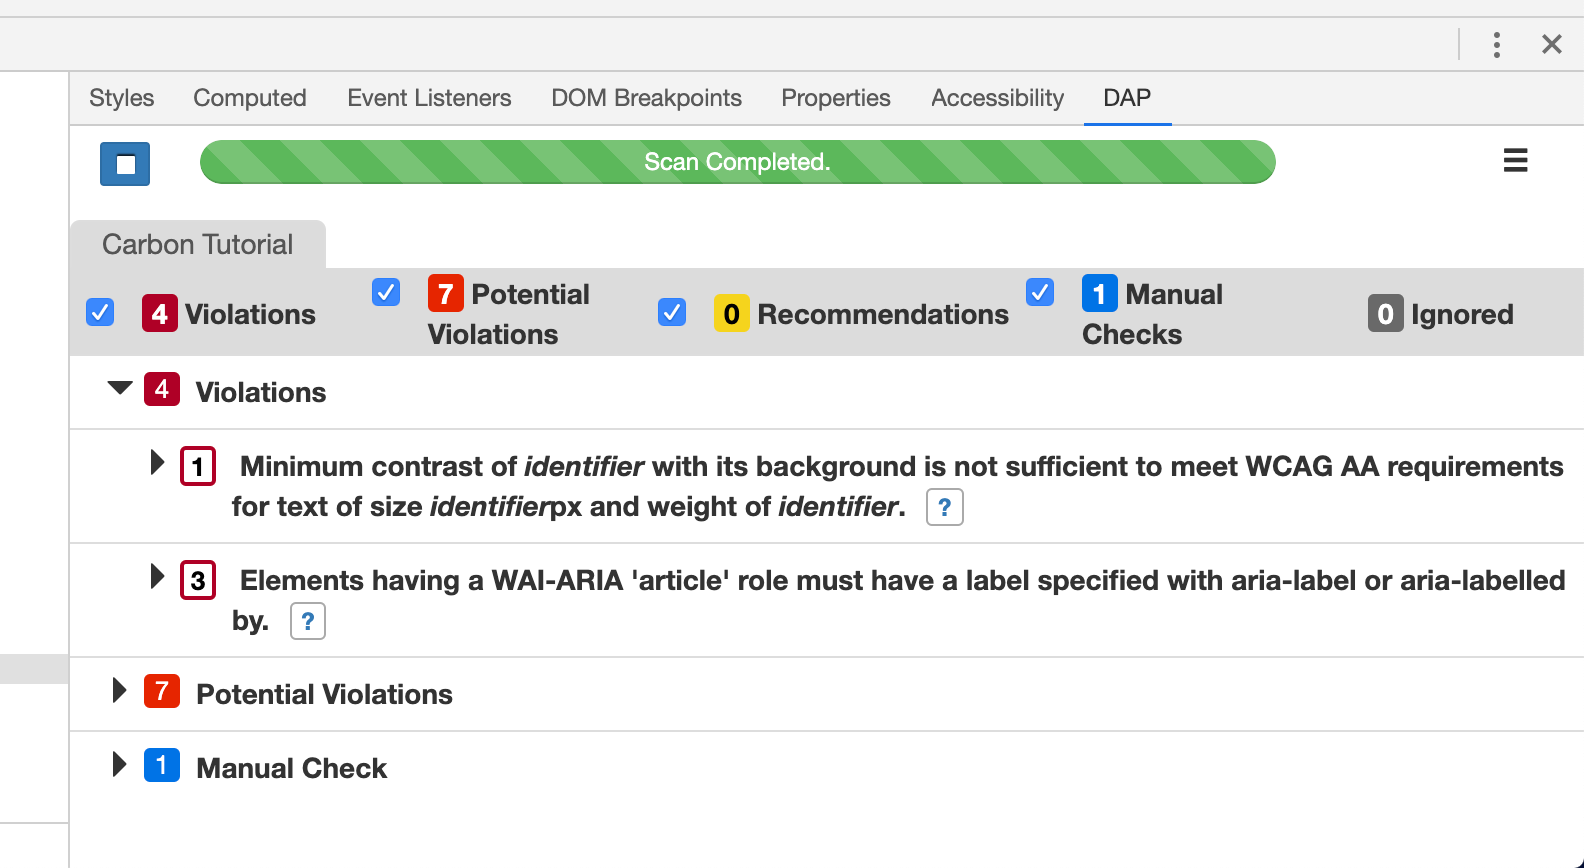 Styles Computed Event Listeners DOM Breakpoints Properties Accessibility DAP
Scan Completed.
Carbon Tutorial
4 Violations
7 Potential
Violations
0 Recommendations
1 Manual
Checks
0 Ignored
4 Violations
1 Minimum contrast of identifier with its background is not sufficient to meet WCAG AA requirements
for text of size identifierpx and weight of identifier. ?
3 Elements having a WAI-ARIA 'article' role must have a label specified with aria-label or aria-labelled
by. ?
7 Potential Violations
1 Manual Check